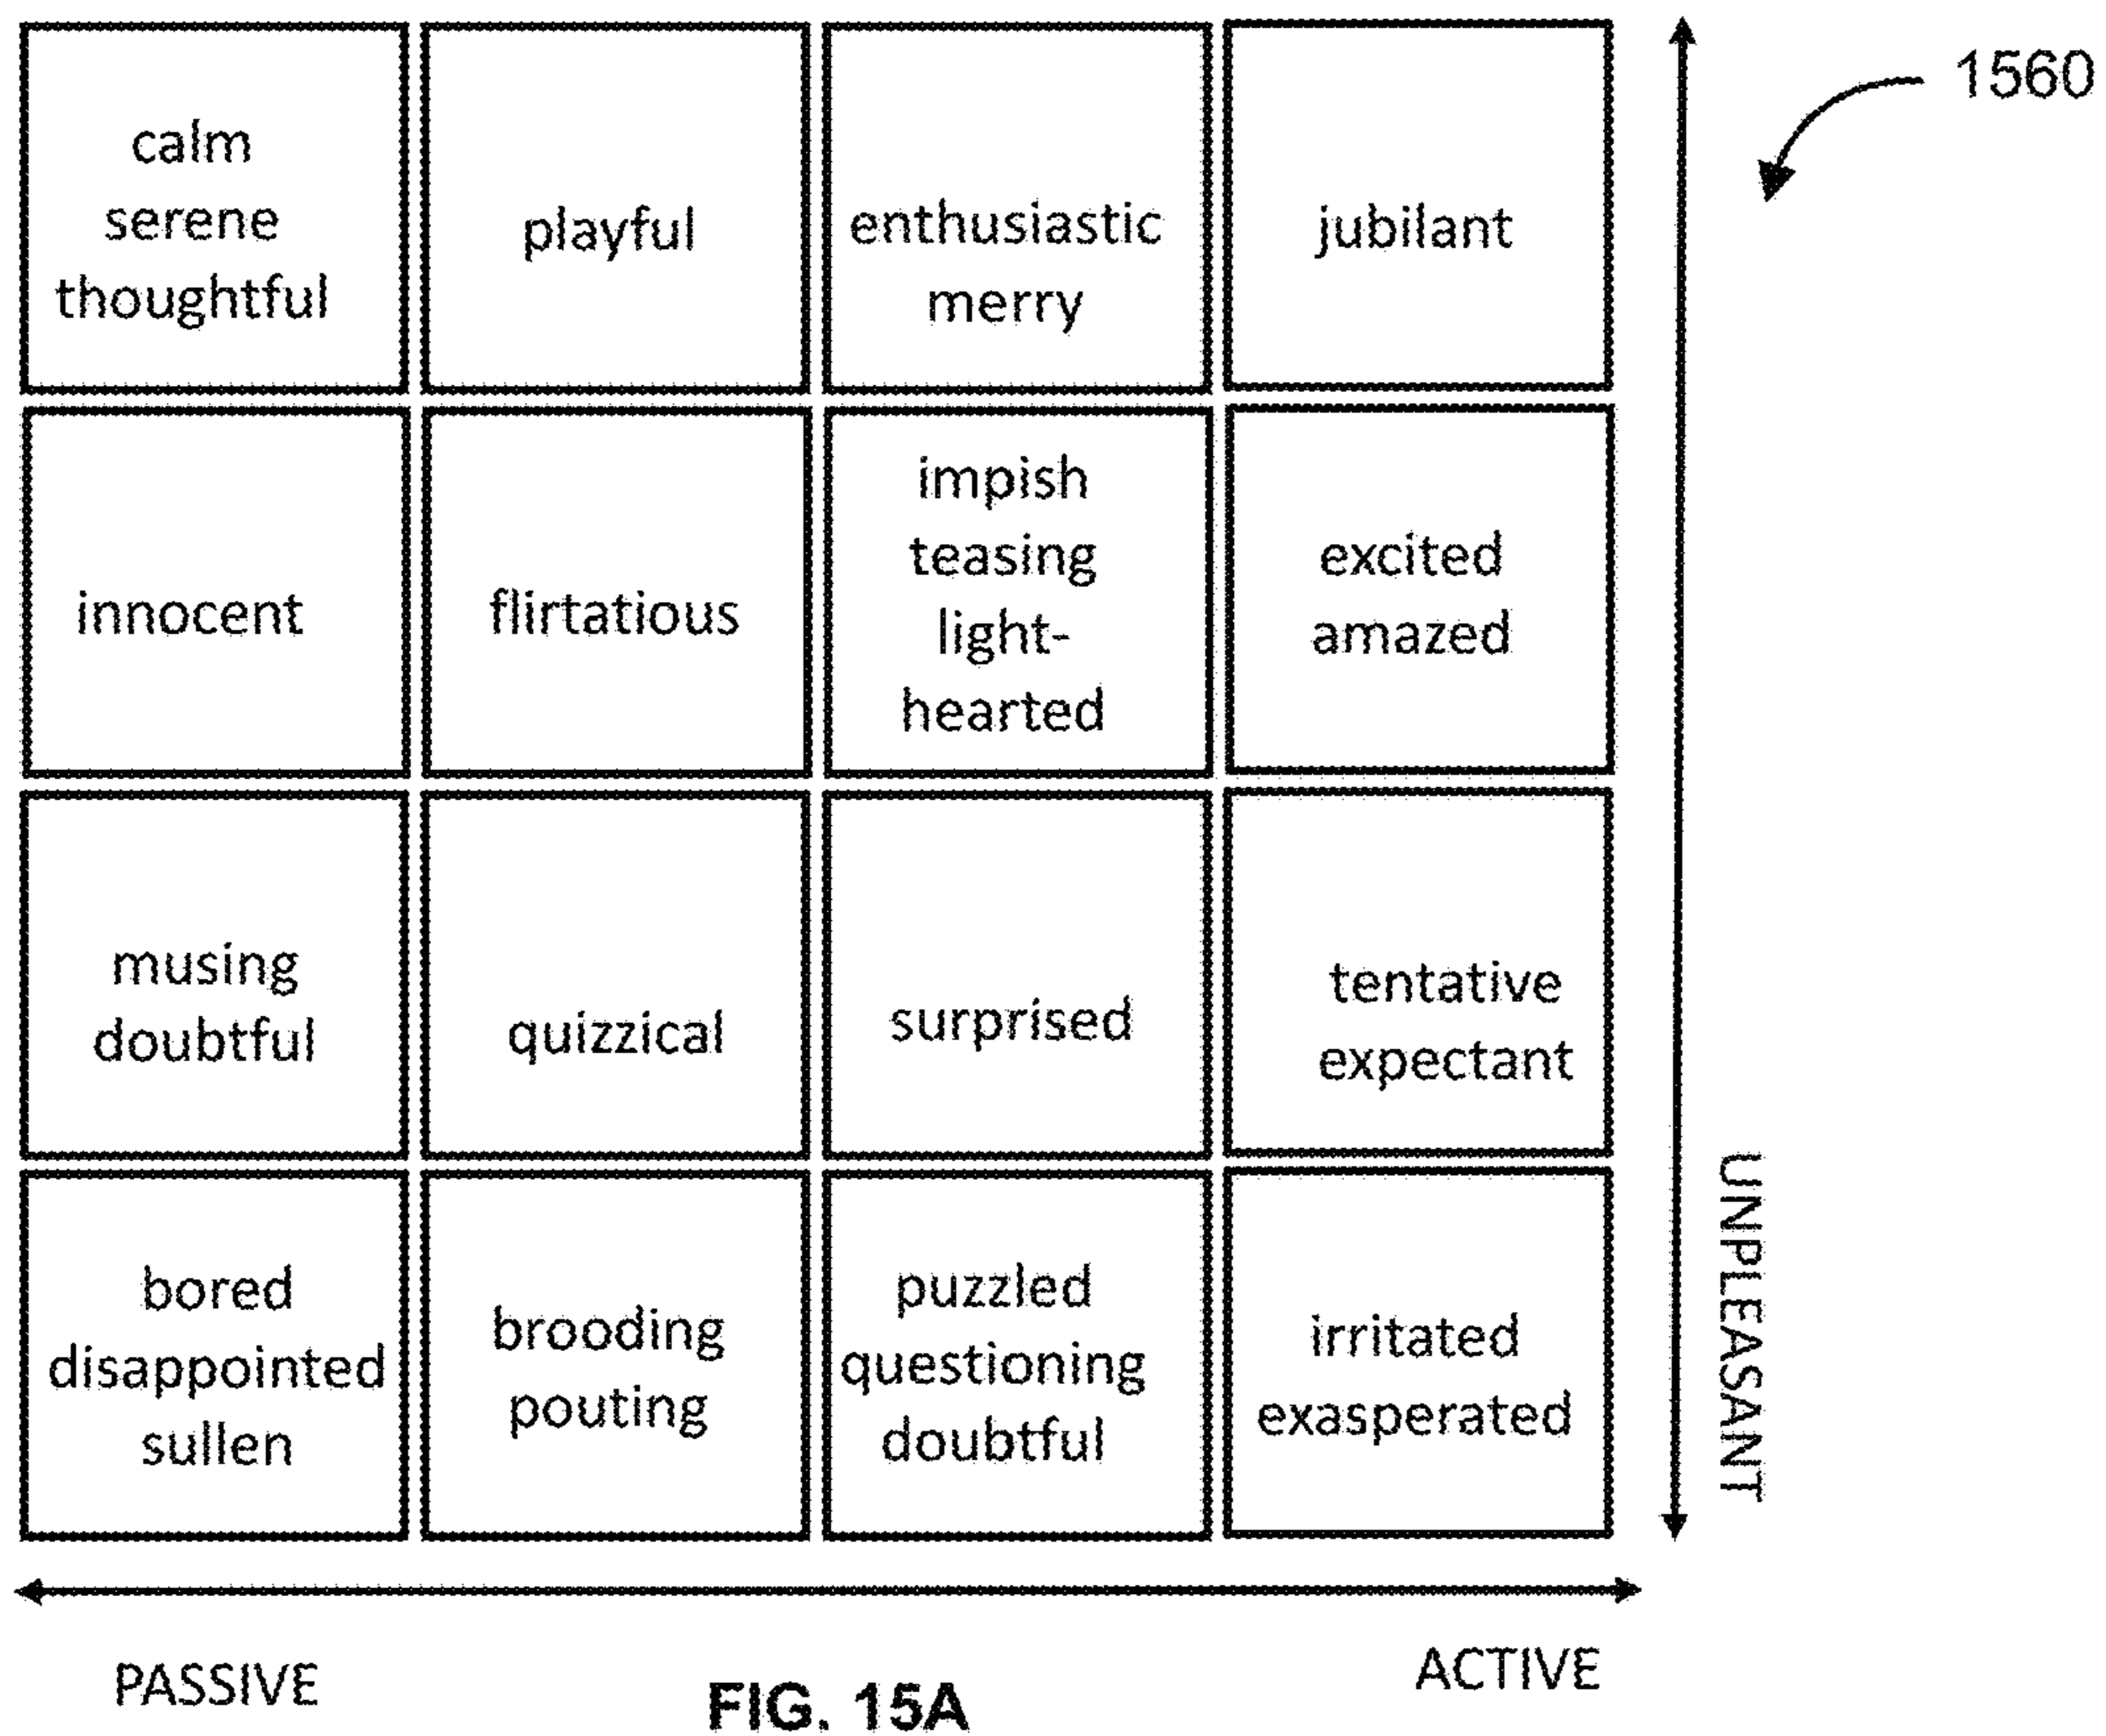 1560
calm
serene
thoughtful
playful
enthusiastic
merry
jubilant
innocent
flirtatious
impish
teasing
light-
hearted
excited
amazed
musing
doubtful
quizzical
surprised
tentative
expectant
bored
disappointed
sullen
brooding
pouting
puzzled
questioning
doubtful
irritated
exasperated
UNPLEASANT
PASSIVE
ACTIVE
FIG. 15A